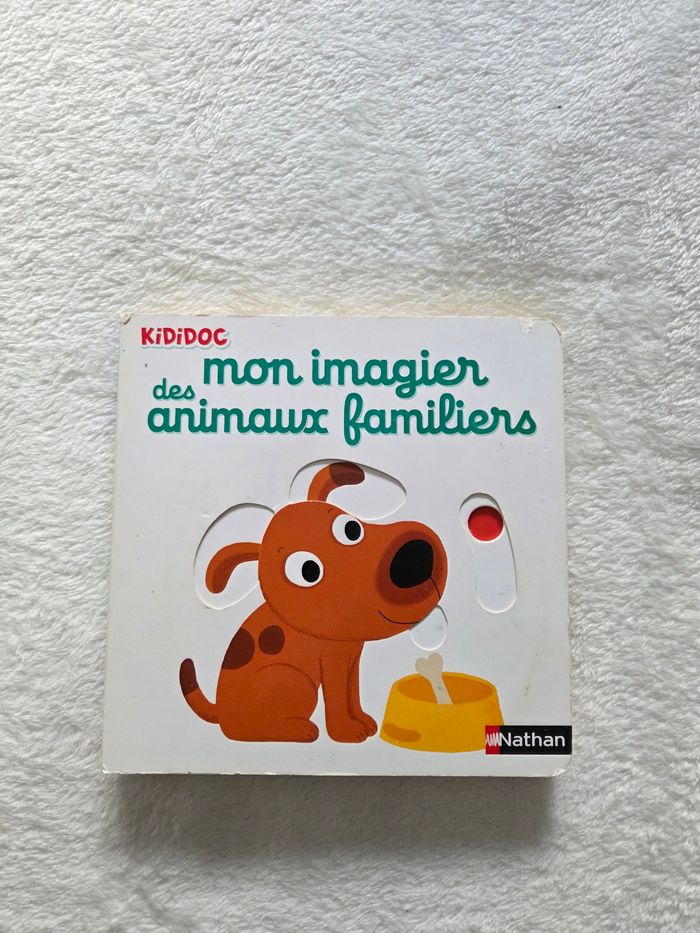 KiDiDOC
mon imagier
des
animaux familiers
Nathan